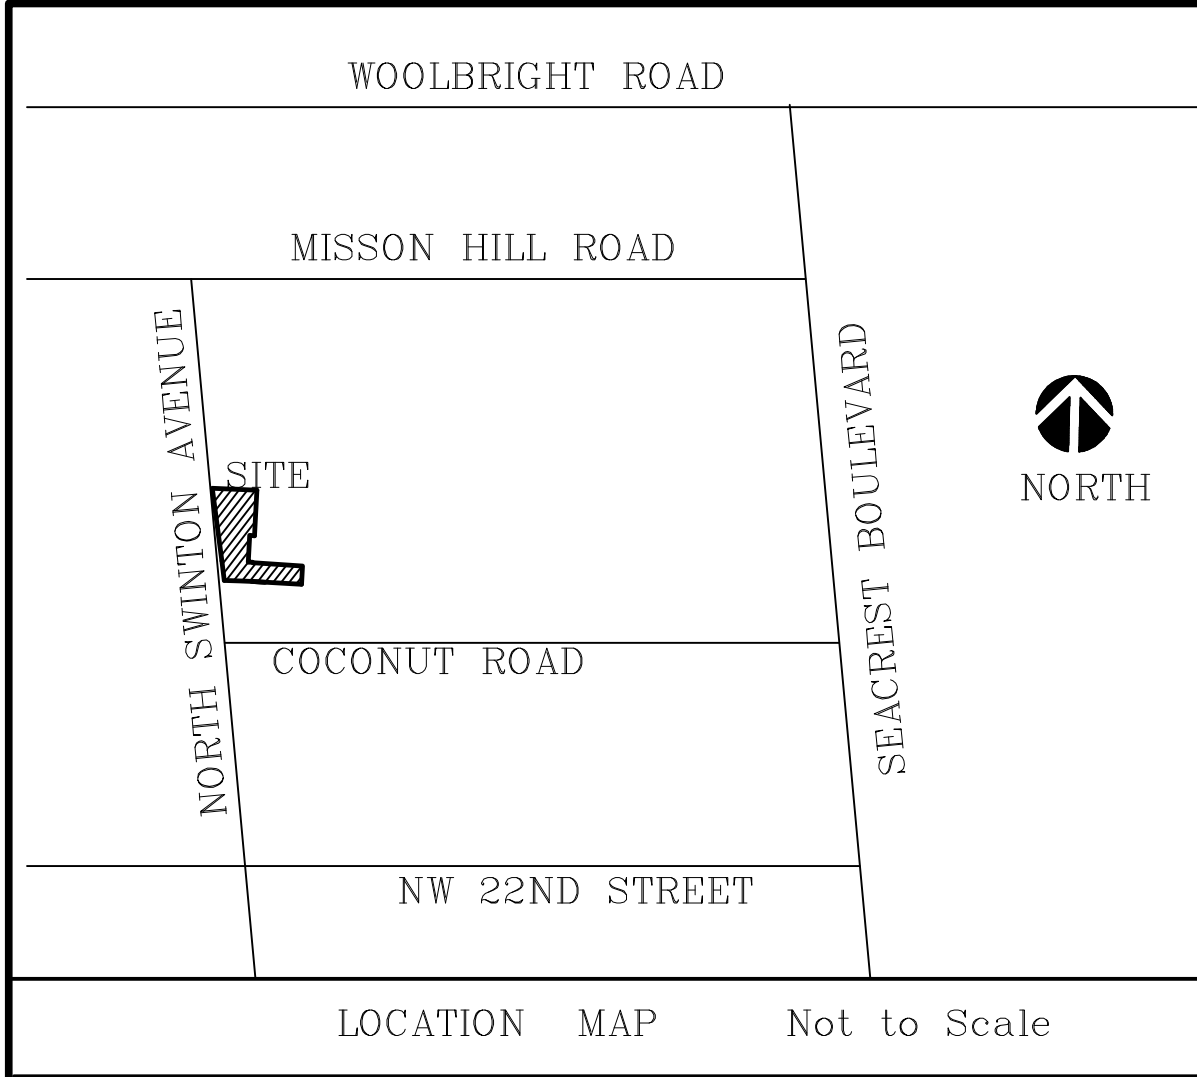 WOOLBRIGHT ROAD
MISSON HILL ROAD
NORTH SWINTON AVENUE
SEACREST BOULEVARD
SITE
NORTH
COCONUT ROAD
NW 22ND STREET
LOCATION MAP Not to Scale